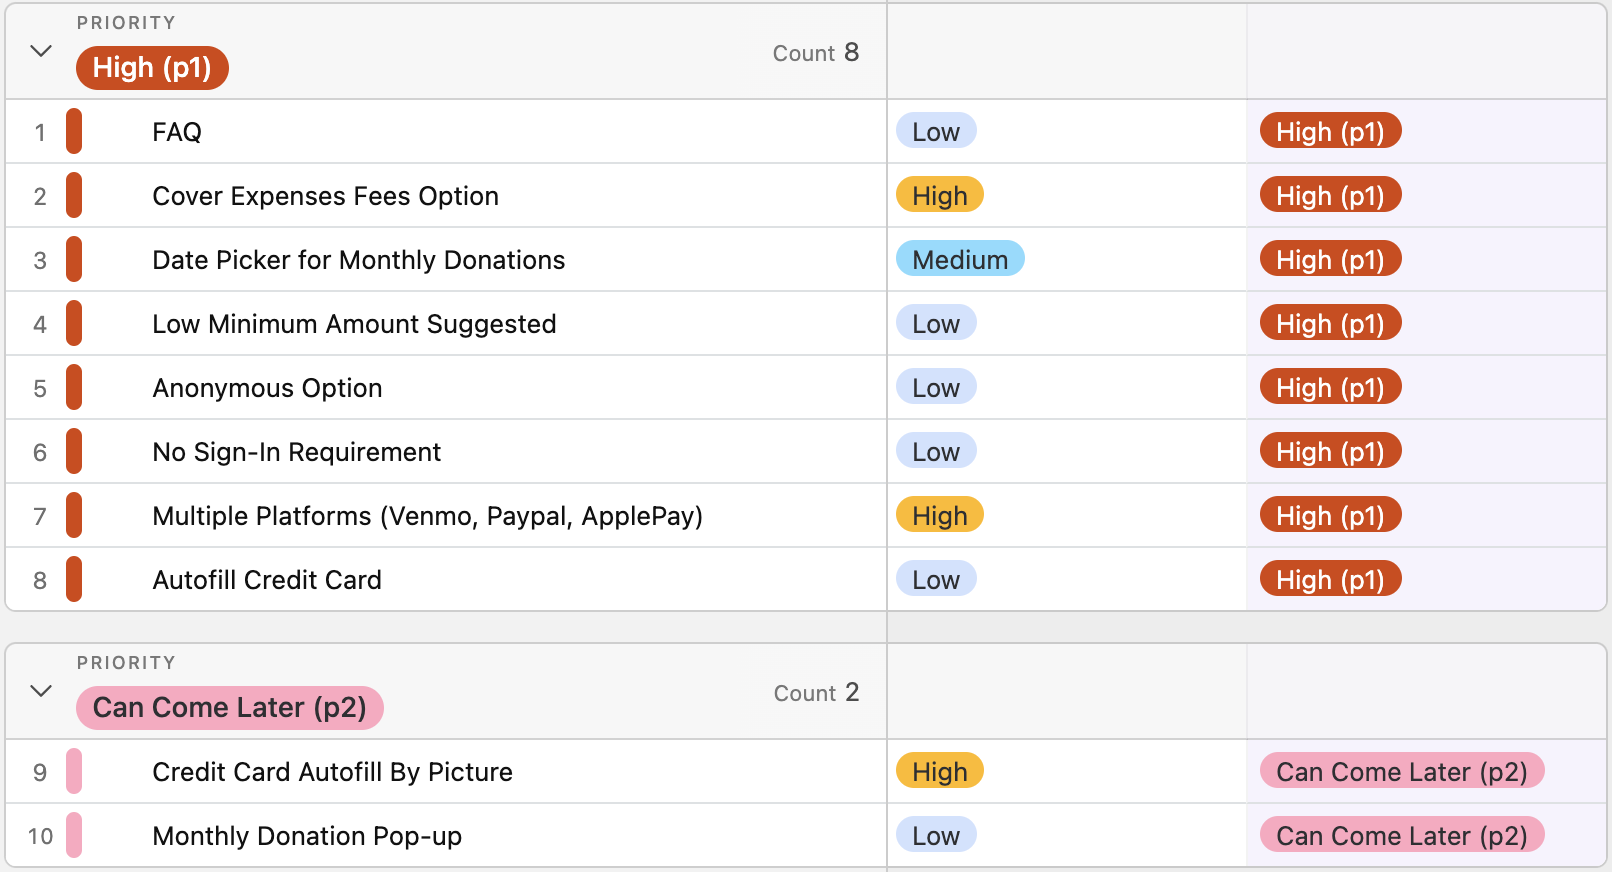 PRIORITY
High (p1)
Count 8
1 FAQ Low High (p1)
2 Cover Expenses Fees Option High High (p1)
3 Date Picker for Monthly Donations Medium High (p1)
4 Low Minimum Amount Suggested Low High (p1)
5 Anonymous Option Low High (p1)
6 No Sign-In Requirement Low High (p1)
7 Multiple Platforms (Venmo, Paypal, ApplePay) High High (p1)
8 Autofill Credit Card Low High (p1)
PRIORITY
Can Come Later (p2)
Count 2
9 Credit Card Autofill By Picture High Can Come Later (p2)
10 Monthly Donation Pop-up Low Can Come Later (p2)